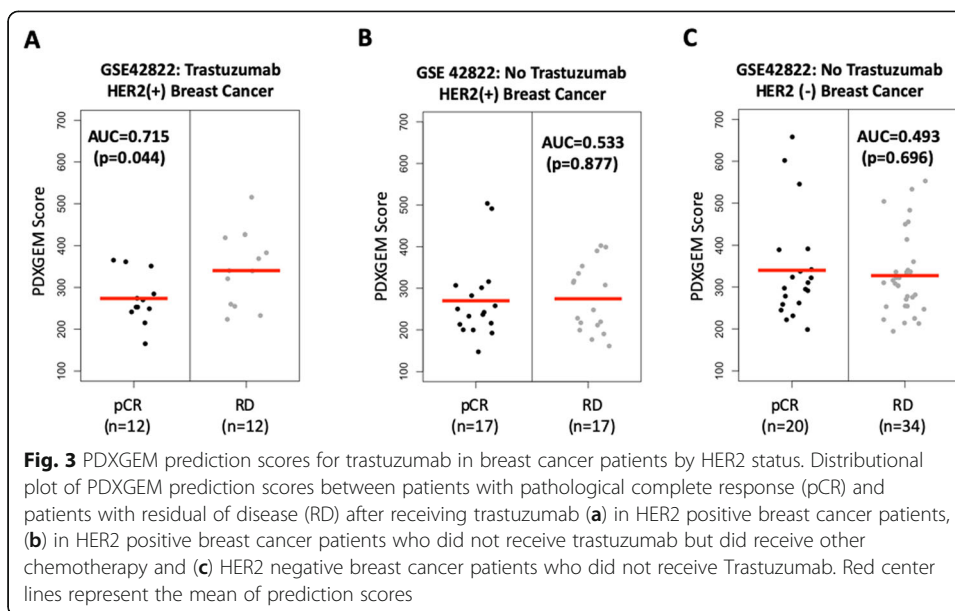 A
GSE42822: Trastuzumab
HER2(+) Breast Cancer
PDXGEM Score
700
600
500
400
300
200
100
AUC=0.715
(p=0.044)
pCR
(n=12)
RD
(n=12)
B
GSE 42822: No Trastuzumab
HER2(+) Breast Cancer
PDXGEM Score
700
600
500
400
300
200
100
AUC=0.533
(p=0.877)
pCR
(n=17)
RD
(n=17)
C
GSE42822: No Trastuzumab
HER2 (-) Breast Cancer
PDXGEM Score
700
600
500
400
300
200
100
AUC=0.493
(p=0.696)
pCR
(n=20)
RD
(n=34)
Fig. 3 PDXGEM prediction scores for trastuzumab in breast cancer patients by HER2 status. Distributional
plot of PDXGEM prediction scores between patients with pathological complete response (pCR) and
patients with residual of disease (RD) after receiving trastuzumab (a) in HER2 positive breast cancer patients,
(b) in HER2 positive breast cancer patients who did not receive trastuzumab but did receive other
chemotherapy and (c) HER2 negative breast cancer patients who did not receive Trastuzumab. Red center
lines represent the mean of prediction scores